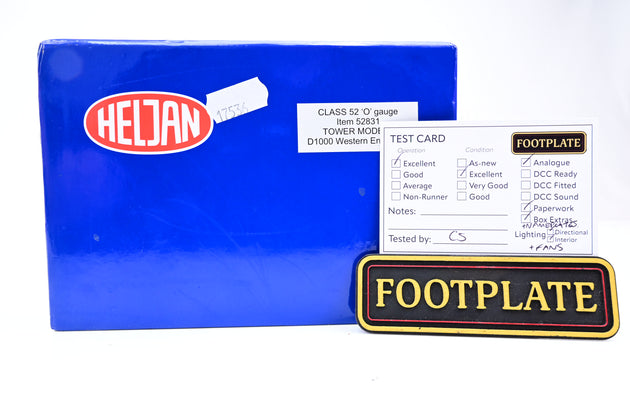 HELJAN
17536
CLASS 52 'O' gauge
Item 52831
TOWER MODE
D1000 Western En
TEST CARD
FOOTPLATE
Operation
Condition
Excellent
As-new
Analogue
Good
Excellent
DCC Ready
Average
Very Good
DCC Fitted
Non-Runner
Good
DCC Sound
Notes:
Paperwork
Box Extras
+NAMEPLATES
Lighting
Directional
Interior
Tested by: CS
+FANS
FOOTPLATE